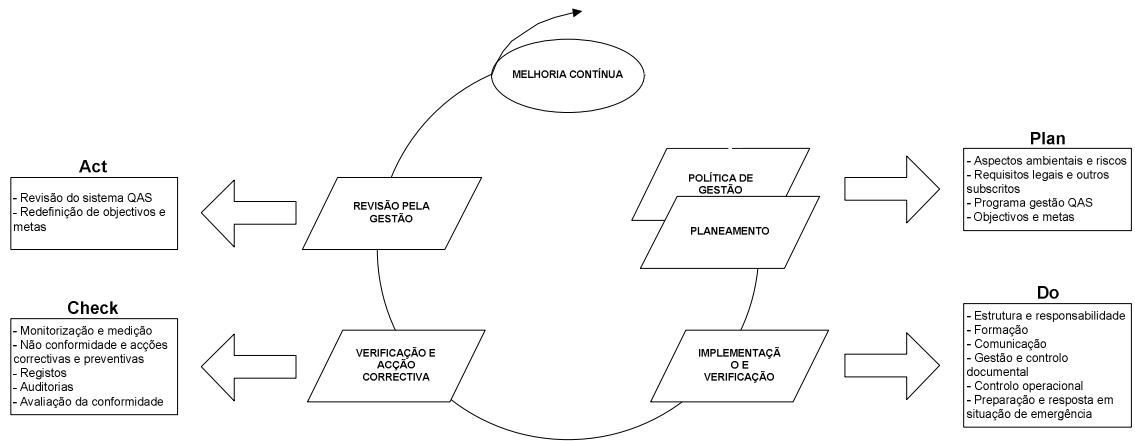 MELHORIA CONTÍNUA
Act
- Revisão do sistema QAS
- Redefinição de objectivos e
metas
REVISÃO PELA
GESTÃO
POLÍTICA DE
GESTÃO
PLANEAMENTO
Plan
- Aspectos ambientais e riscos
- Requisitos legais e outros
subscritos
- Programa gestão QAS
- Objectivos e metas
Check
- Monitorização e medição
- Não conformidade e acções
correctivas e preventivas
- Registos
- Auditorias
- Avaliação da conformidade
VERIFICAÇÃO E
ACÇÃO
CORRECTIVA
IMPLEMENTAÇÃ
O E
VERIFICAÇÃO
Do
- Estrutura e responsabilidade
- Formação
- Comunicação
- Gestão e controlo
documental
- Controlo operacional
- Preparação e resposta em
situação de emergência